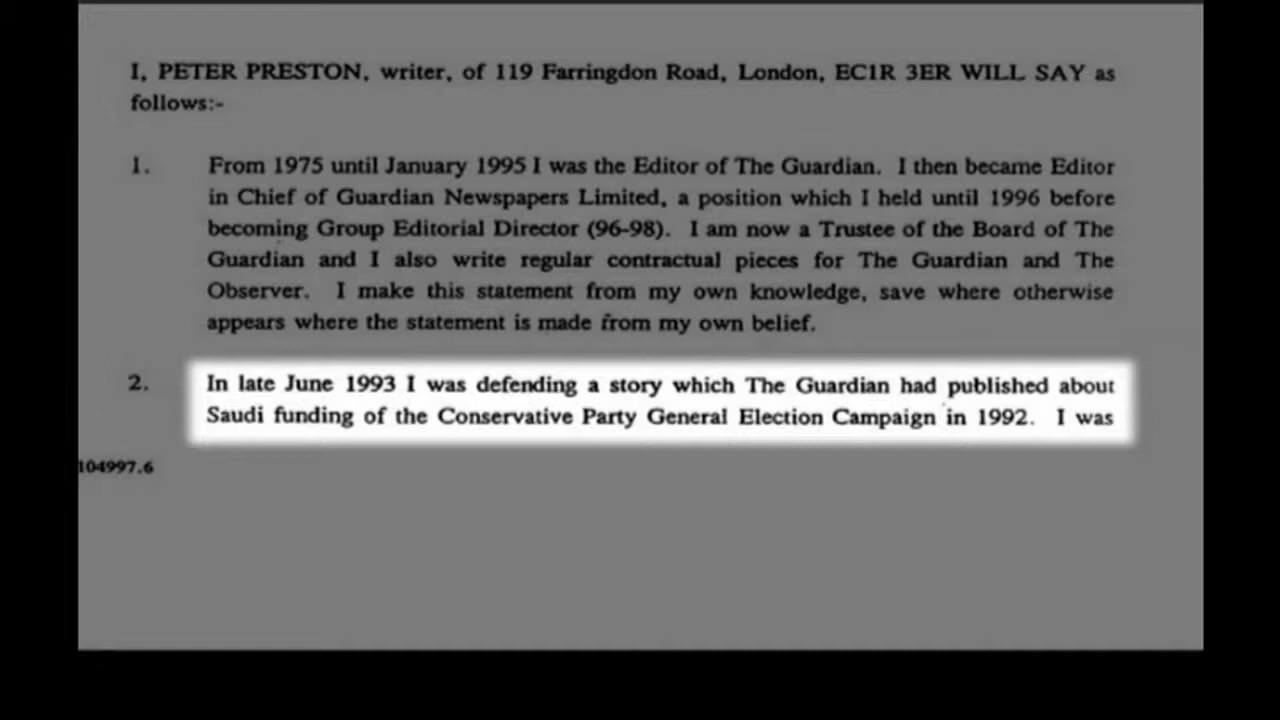 I, PETER PRESTON, writer, of 119 Farringdon Road, London, EC1R 3ER WILL SAY as
follows:-
1. From 1975 until January 1995 I was the Editor of The Guardian. I then became Editor
in Chief of Guardian Newspapers Limited, a position which I held until 1996 before
becoming Group Editorial Director (96-98). I am now a Trustee of the Board of The
Guardian and I also write regular contractual pieces for The Guardian and The
Observer. I make this statement from my own knowledge, save where otherwise
appears where the statement is made from my own belief.
2. In late June 1993 I was defending a story which The Guardian had published about
Saudi funding of the Conservative Party General Election Campaign in 1992. I was
104997.6